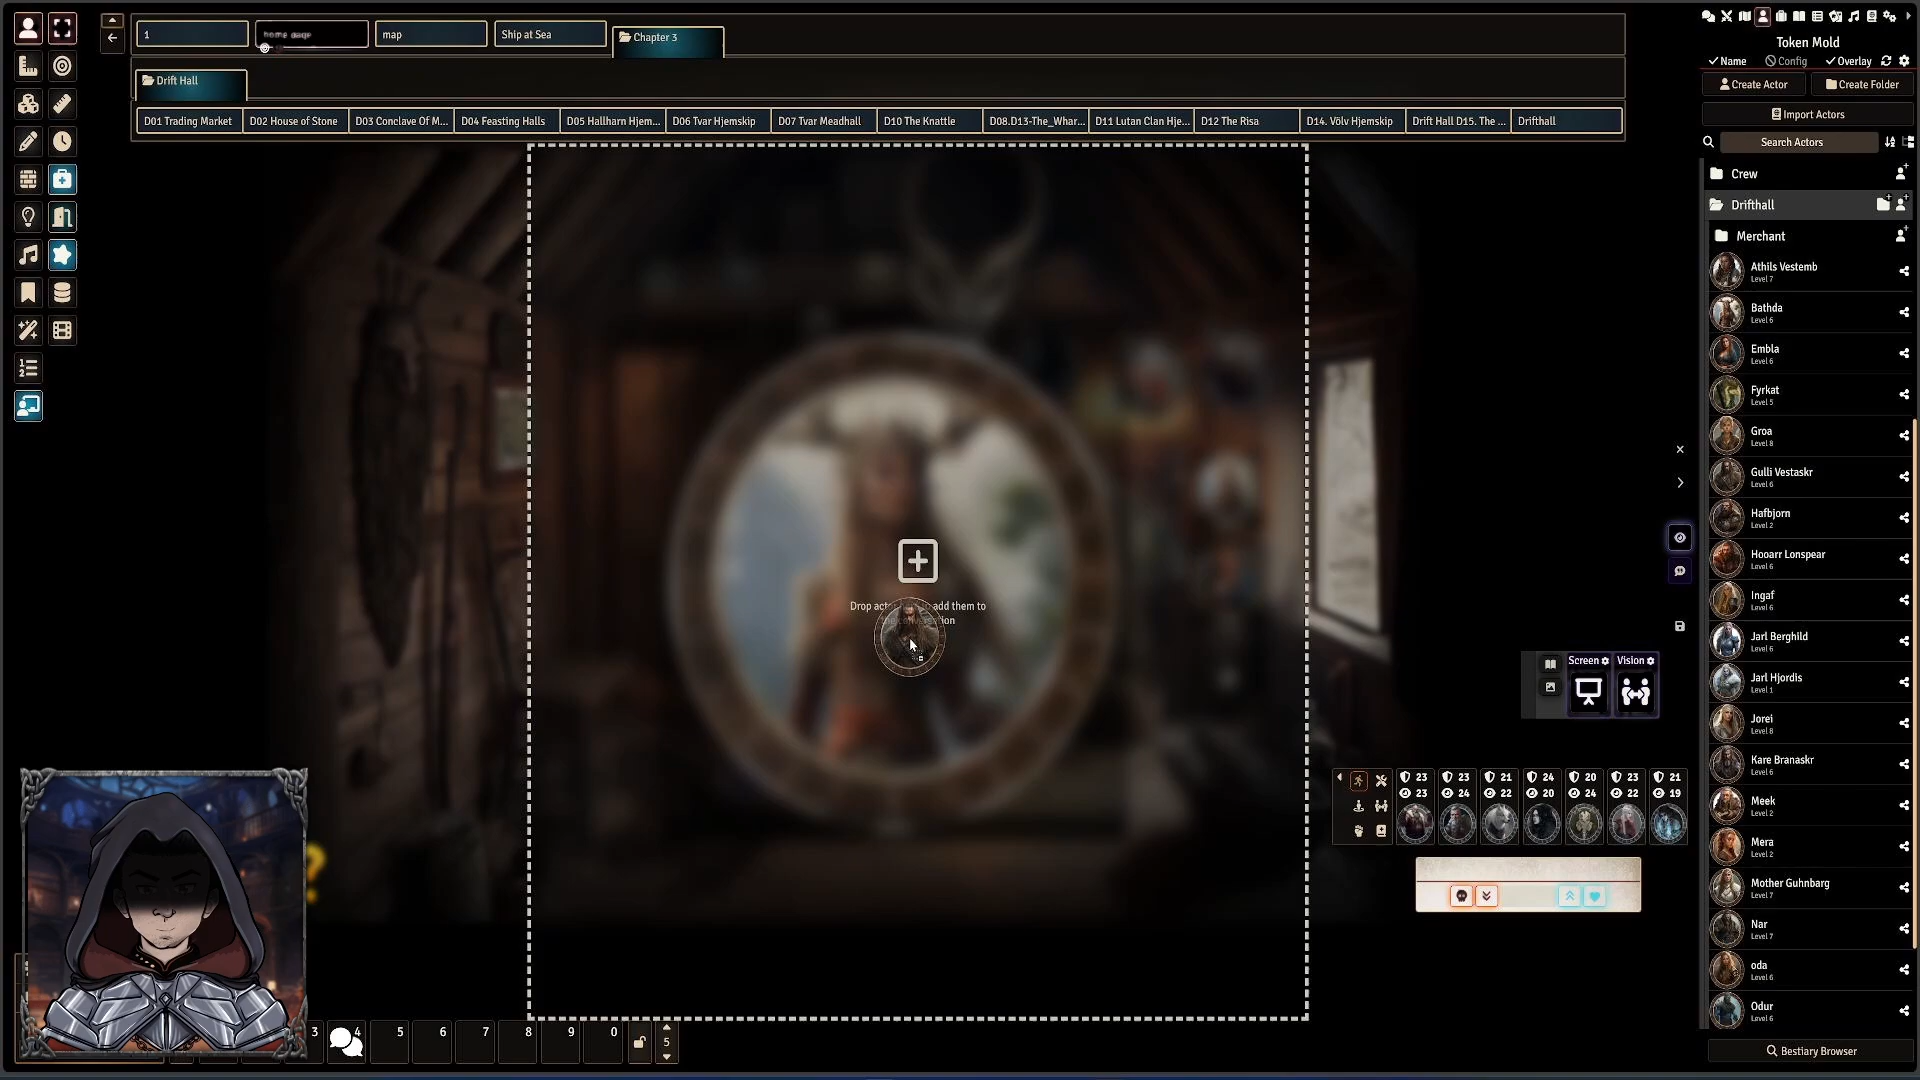 1
home page
map
Ship at Sea
Chapter 3
Drift Hall
D01 Trading Market
D02 House of Stone
D03 Conclave Of M...
D04 Feasting Halls
D05 Hallharn Hjem...
D06 Tvar Hjemskip
D07 Tvar Meadhall
D10 The Knattle
D08.D13-The_Whar...
D11 Lutan Clan Hje...
D12 The Risa
D14. Völv Hjemskip
Drift Hall D15. The ...
Drifthall
Drop act add them to
Token Mold
Name Config Overlay
Create Actor Create Folder
Import Actors
Search Actors
Crew
Drifthall
Merchant
Athils Vestemb
Level 7
Bathda
Level 6
Embla
Level 6
Fyrkat
Level 5
Groa
Level 8
Gulli Vestaskr
Level 6
Hafbjorn
Level 2
Hooarr Lonspear
Level 6
Ingaf
Level 6
Jarl Berghild
Level 6
Jarl Hjordis
Level 1
Jorei
Level 8
Kare Branaskr
Level 6
Meek
Level 2
Mera
Level 2
Mother Guhnbarg
Level 7
Nar
Level 7
oda
Level 6
Odur
Level 6
Bestiary Browser
Screen Vision
23 23 21 24 20 23 21
23 24 22 20 24 22 19
?
3 4 5 6 7 8 9 0
5